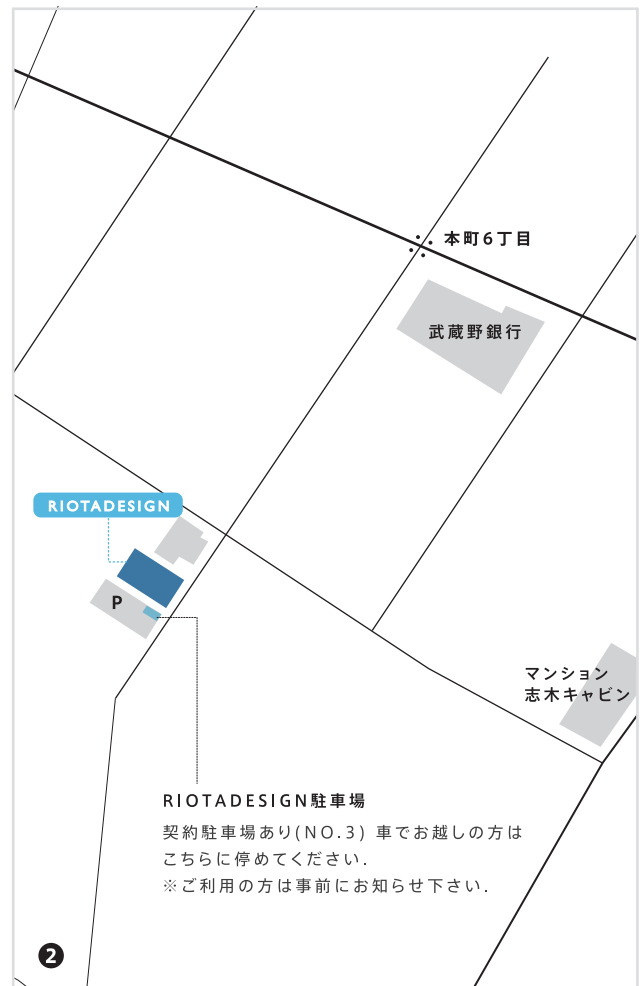 本町6丁目
武蔵野銀行
RIOTADESIGN
P
マンション
志木キャビン
RIOTADESIGN駐車場
契約駐車場あり(NO.3) 車でお越しの方は
こちらに停めてください.
※ご利用の方は事前にお知らせ下さい.
2